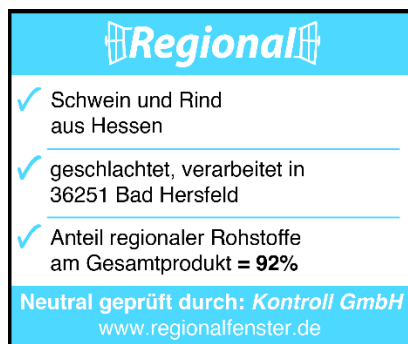 Regional
Schwein und Rind
aus Hessen
geschlachtet, verarbeitet in
36251 Bad Hersfeld
Anteil regionaler Rohstoffe
am Gesamtprodukt = 92%
Neutral geprüft durch: Kontroll GmbH
www.regionalfenster.de